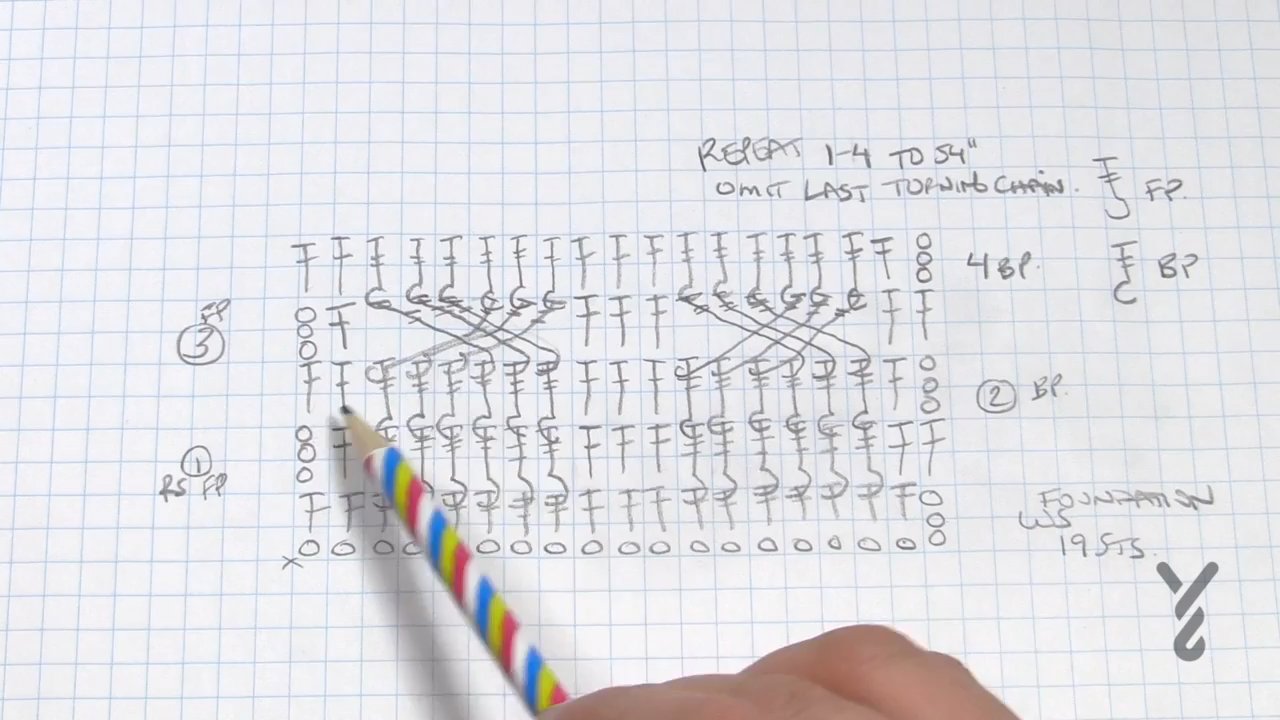 REPEAT 1-4 TO 54"
OMIT LAST TURNING CHAIN.
FP.
4 BP.
BP
FP
3
2 BP.
1
RS FP
FOUNDATION
WS
19 STS.
X